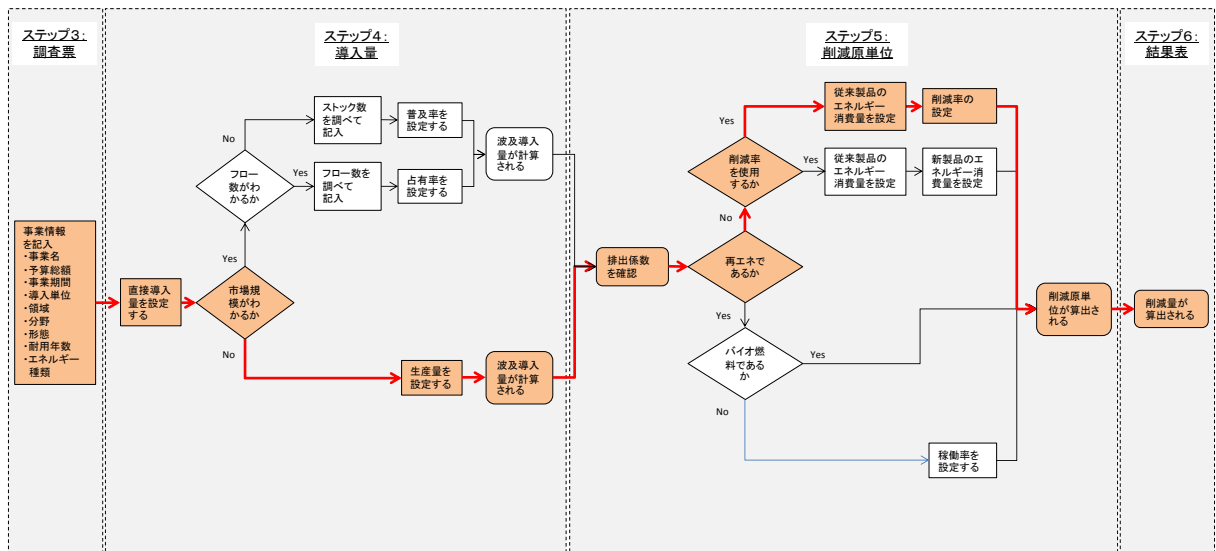 ステップ3:
調査票
事業情報
を記入
・事業名
・予算総額
・事業期間
・導入単位
・領域
・分野
・形態
・耐用年数
・エネルギー
種類
ステップ4:
導入量
直接導入
量を設定
する
市場規
模がわ
かるか
Yes
No
フロー
数がわ
かるか
No
Yes
ストック数
を調べて
記入
普及率を
設定する
フロー数を
調べて
記入
占有率を
設定する
波及導入
量が計算
される
生産量を
設定する
波及導入
量が計算
される
ステップ5:
削減原単位
排出係数
を確認
再エネで
あるか
No
Yes
削減率
を使用
するか
Yes
Yes
従来製品の
エネルギー
消費量を設定
削減率の
設定
従来製品の
エネルギー
消費量を設定
新製品のエ
ネルギー消
費量を設定
バイオ燃
料である
か
Yes
No
稼働率を
設定する
削減原単
位が算出さ
れる
ステップ6:
結果表
削減量が
算出される